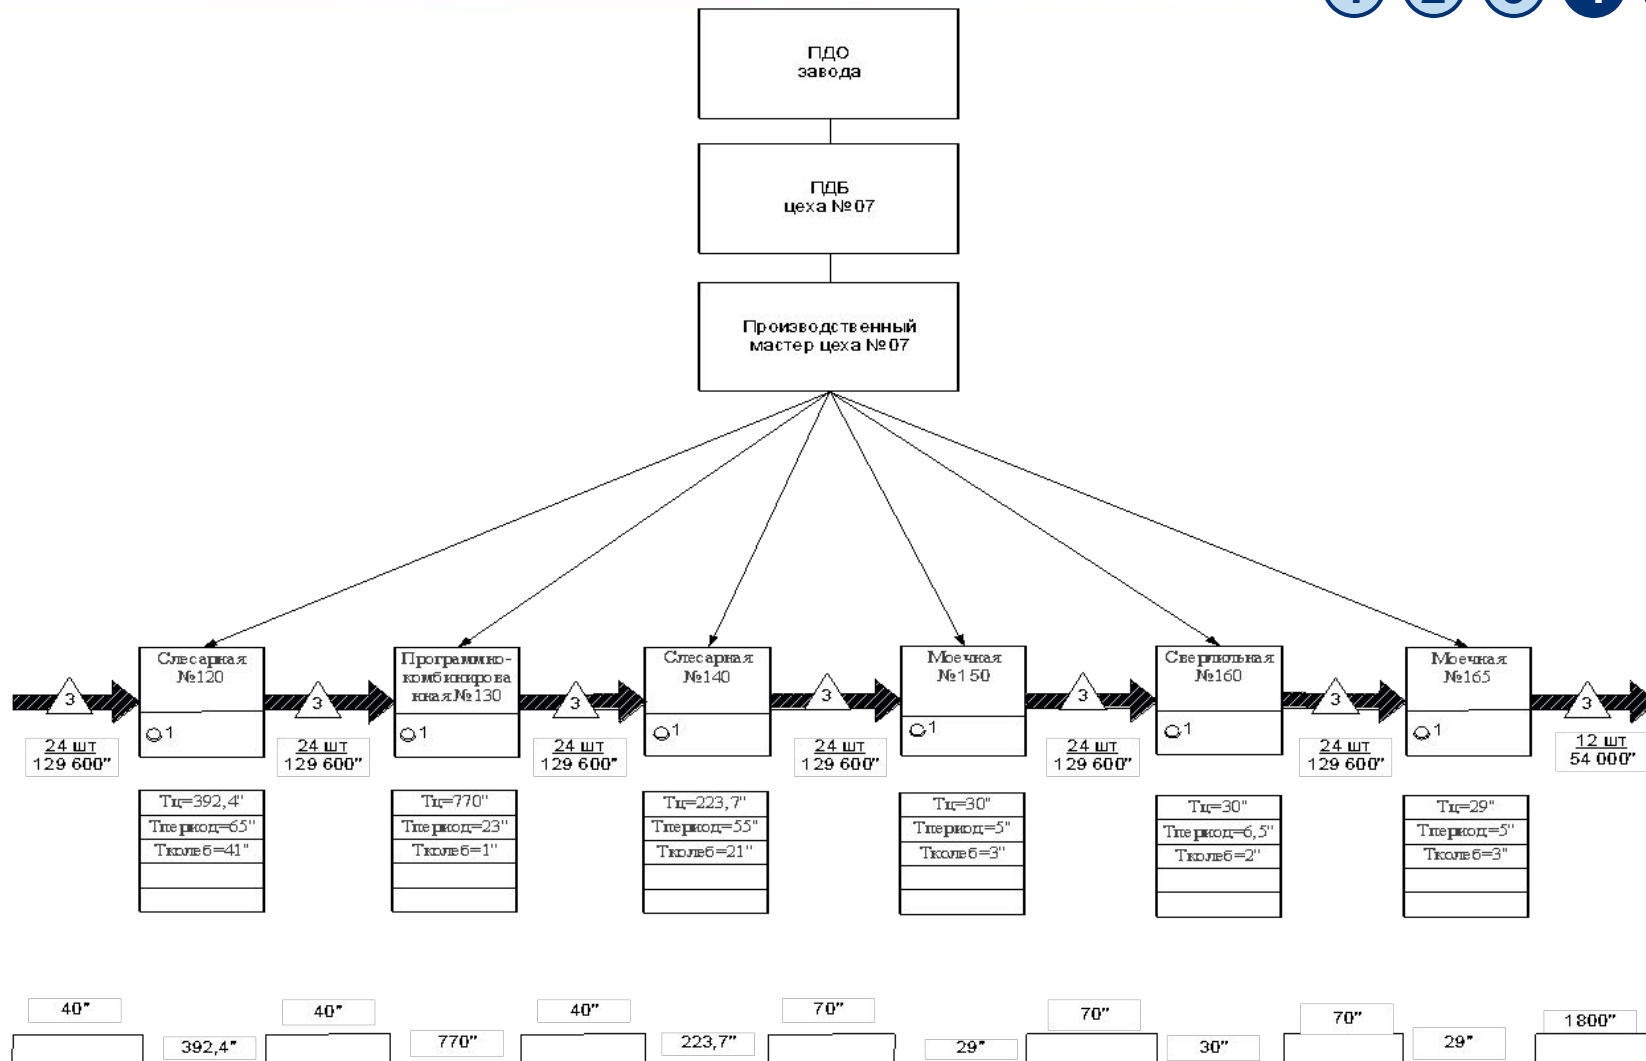 ПДО
завода
ПДБ
цеха №07
Производственный
мастер цеха №07
Слесарная
№120
Программно-
комбинирова
нная №130
Слесарная
№140
Моечная
№150
Сверлильная
№160
Моечная
№165
3
3
3
3
3
3
3
1
1
1
1
1
1
24 шт
129 600”
24 шт
129 600”
24 шт
129 600”
24 шт
129 600”
24 шт
129 600”
24 шт
129 600”
12 шт
54 000”
Тц=392,4"
Тпериод=65"
Тколеб=41"
Тц=770"
Тпериод=23"
Тколеб=1"
Тц=223,7"
Тпериод=55"
Тколеб=21"
Тц=30"
Тпериод=5"
Тколеб=3"
Тц=30"
Тпериод=6,5"
Тколеб=2"
Тц=29"
Тпериод=5"
Тколеб=3"
40”
40”
40”
70”
70”
70”
1800”
392,4”
770”
223,7”
29”
30”
29”